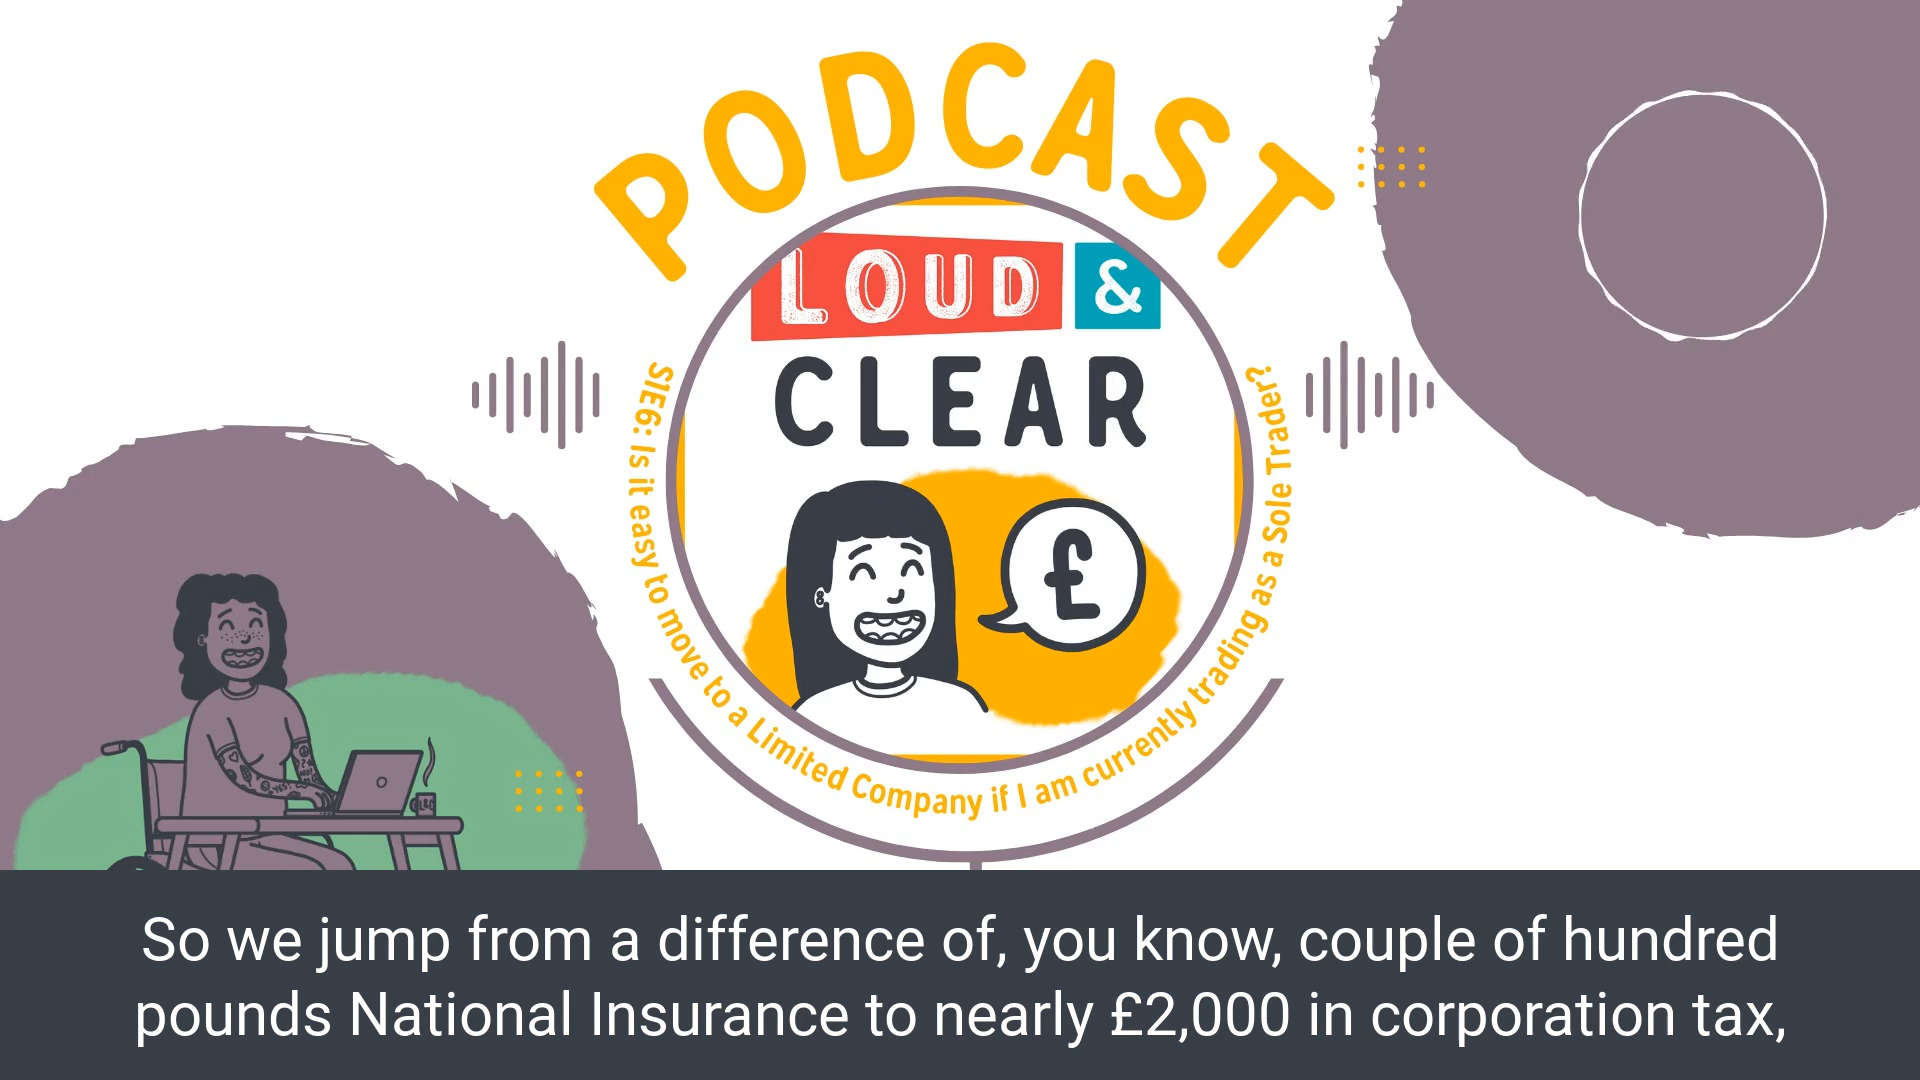 PODCAST
LOUD &
CLEAR
£
S1E6: Is it easy to move to a Limited Company if I am currently trading as a Sole Trader?
So we jump from a difference of, you know, couple of hundred
pounds National Insurance to nearly £2,000 in corporation tax,